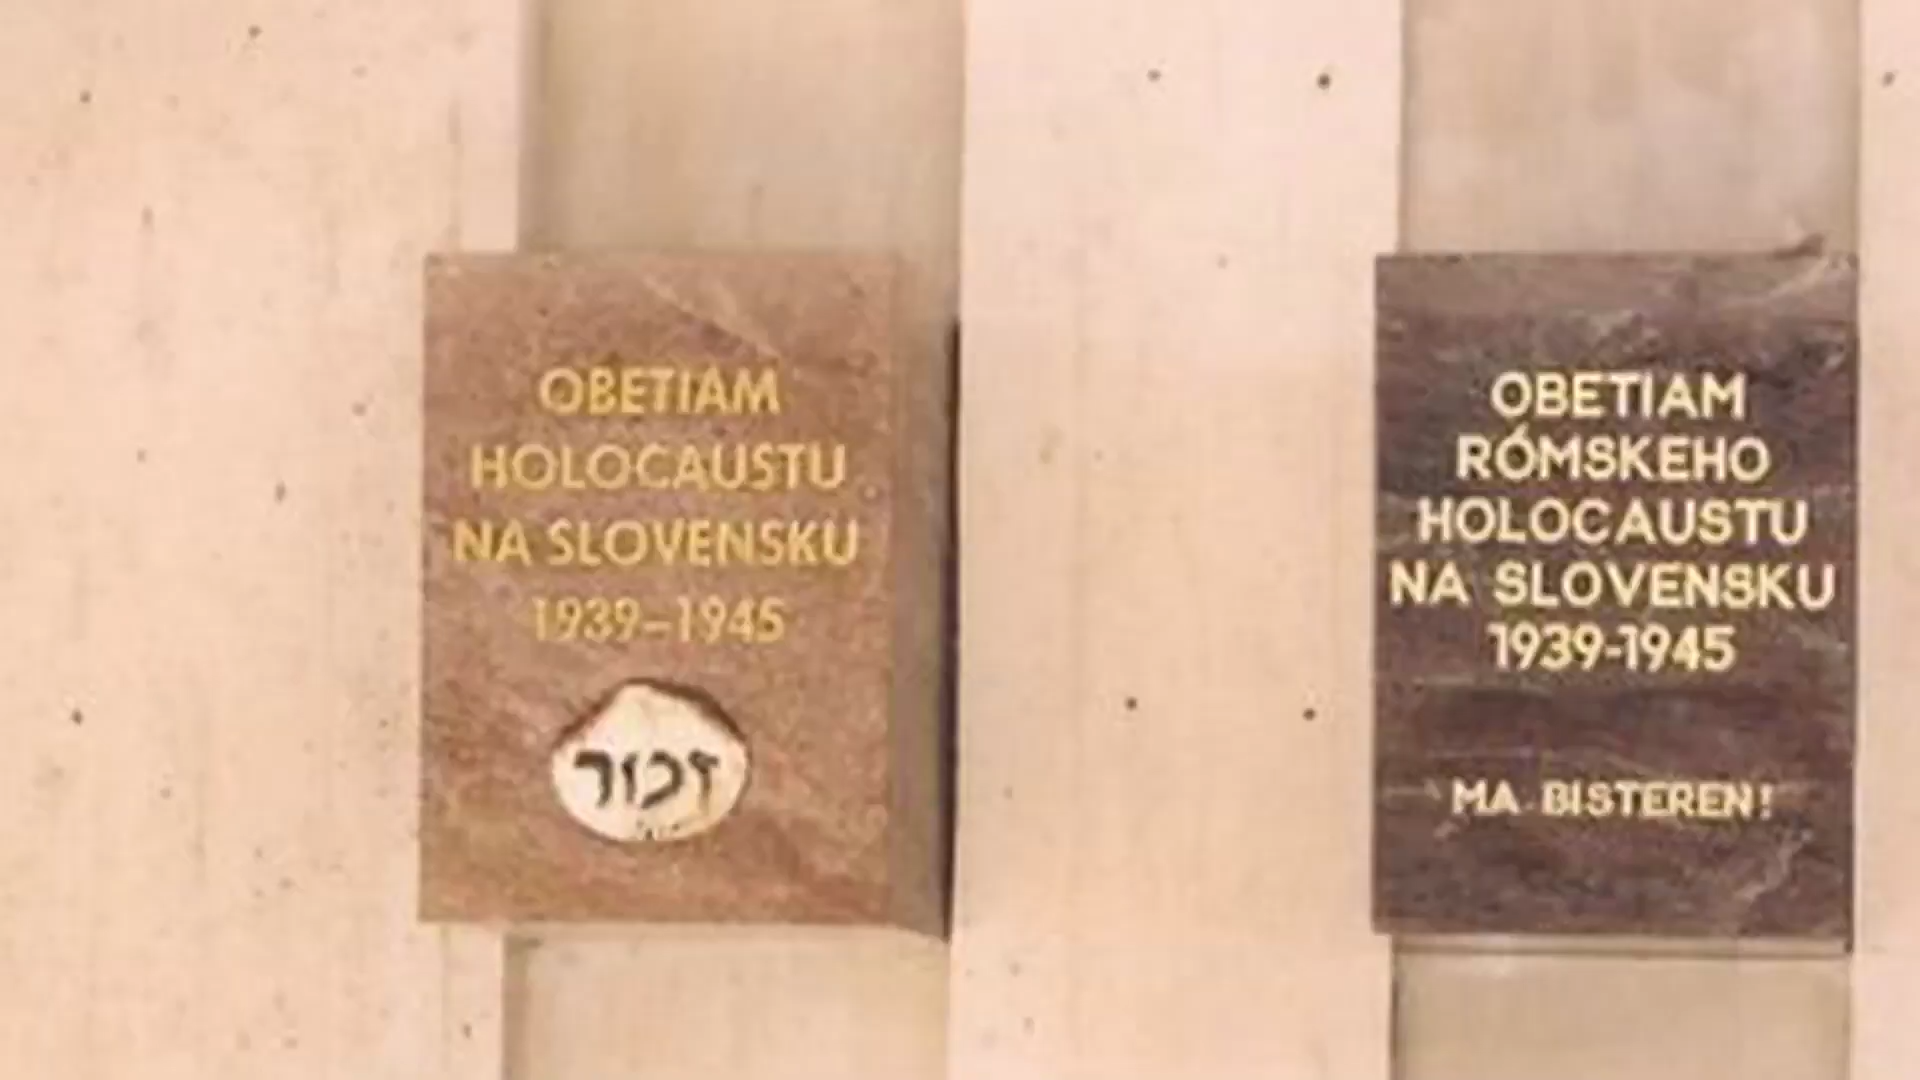 OBETIAM
HOLOCAUSTU
NA SLOVENSKU
1939–1945
זכור
OBETIAM
RÓMSKEHO
HOLOCAUSTU
NA SLOVENSKU
1939-1945
MA BISTEREN!